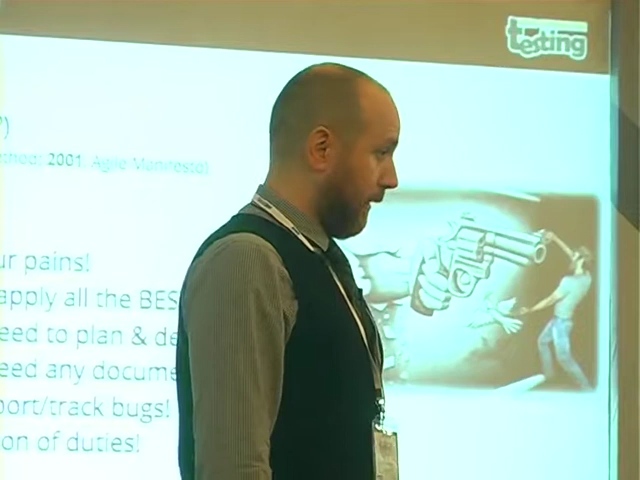 testing
?)
2001. Agile Manifesto!
ur pains!
apply all the BES
eed to plan & de
eed any docume
port/track bugs!
on of duties!